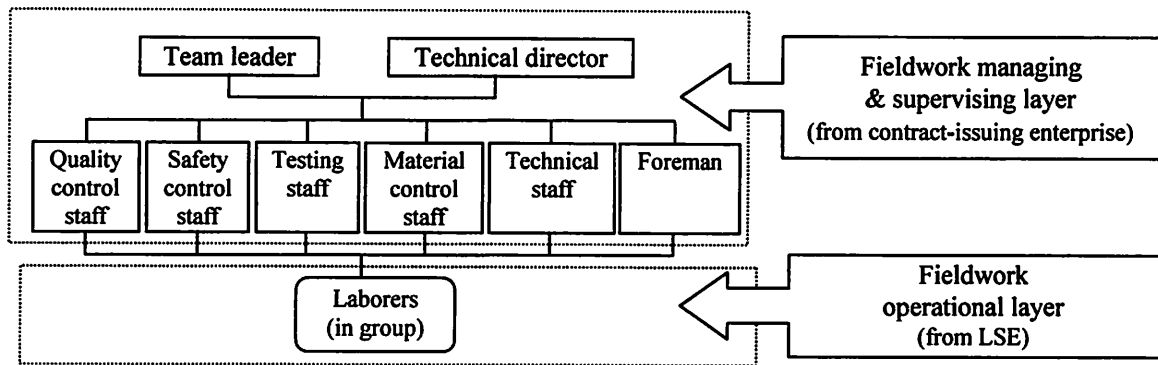 Team leader
Technical director
Fieldwork managing
& supervising layer
(from contract-issuing enterprise)
Quality
control
staff
Safety
control
staff
Testing
staff
Material
control
staff
Technical
staff
Foreman
Laborers
(in group)
Fieldwork
operational layer
(from LSE)